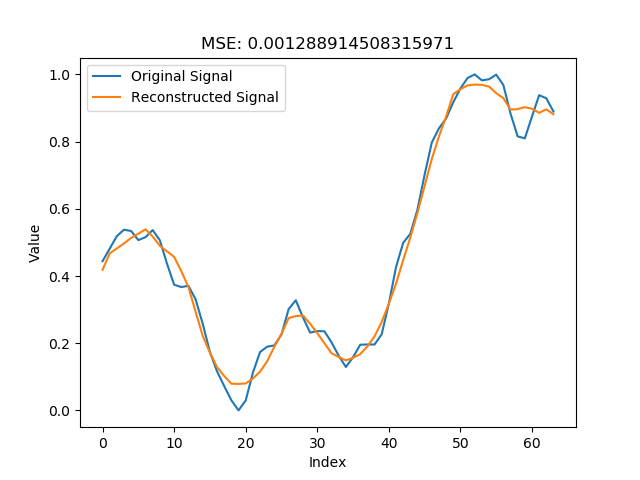 MSE: 0.001288914508315971
Original Signal
Reconstructed Signal
Value
1.0
0.8
0.6
0.4
0.2
0.0
0 10 20 30 40 50 60
Index